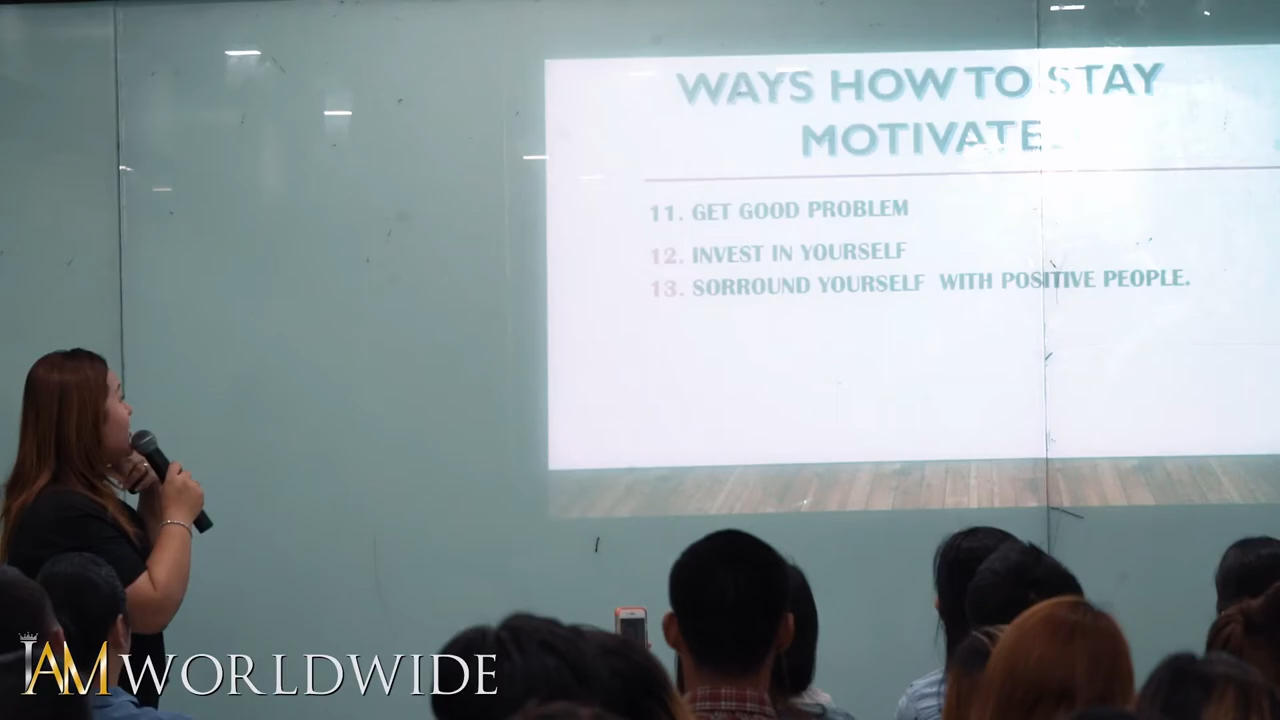 WAYS HOW TO STAY
MOTIVATE
11. GET GOOD PROBLEM
12. INVEST IN YOURSELF
13. SORROUND YOURSELF WITH POSITIVE PEOPLE.
IAM WORLDWIDE